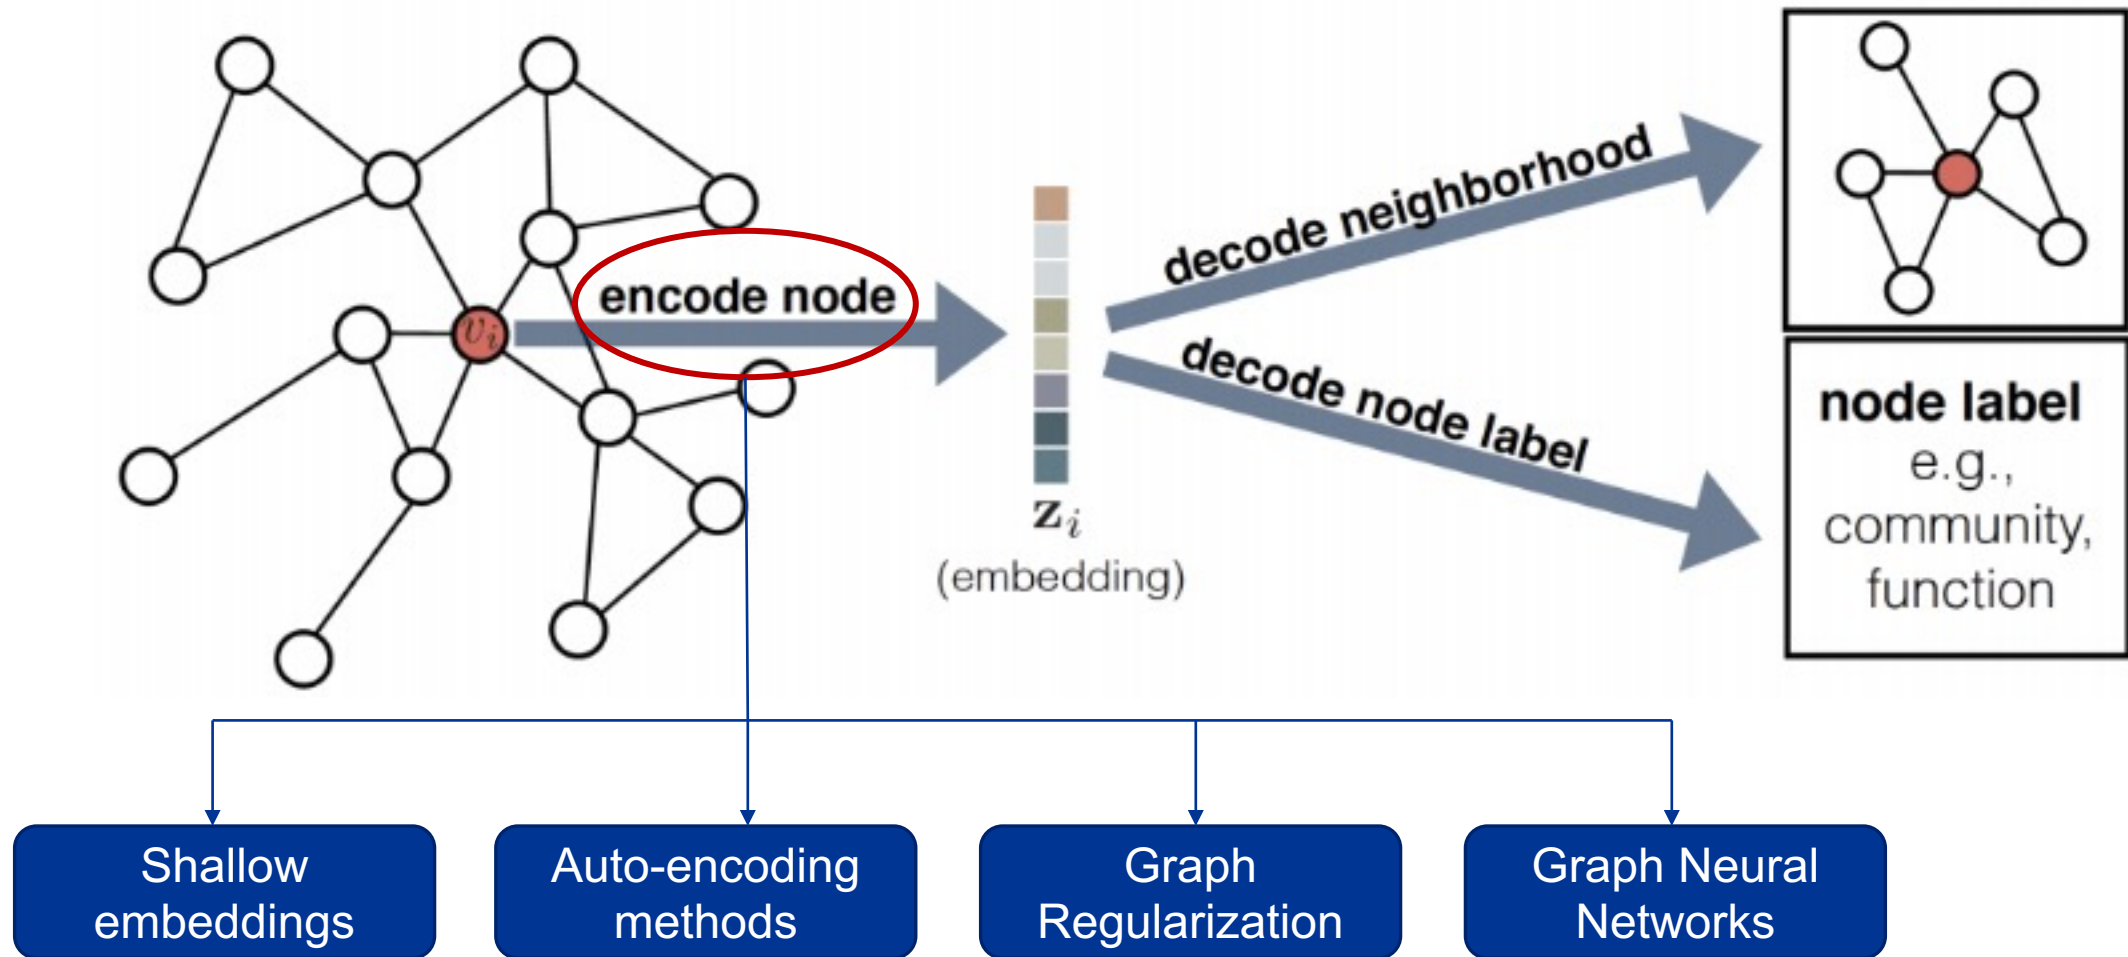 encode node
v_i
z_i
(embedding)
decode neighborhood
decode node label
node label
e.g.,
community,
function
Shallow
embeddings
Auto-encoding
methods
Graph
Regularization
Graph Neural
Networks